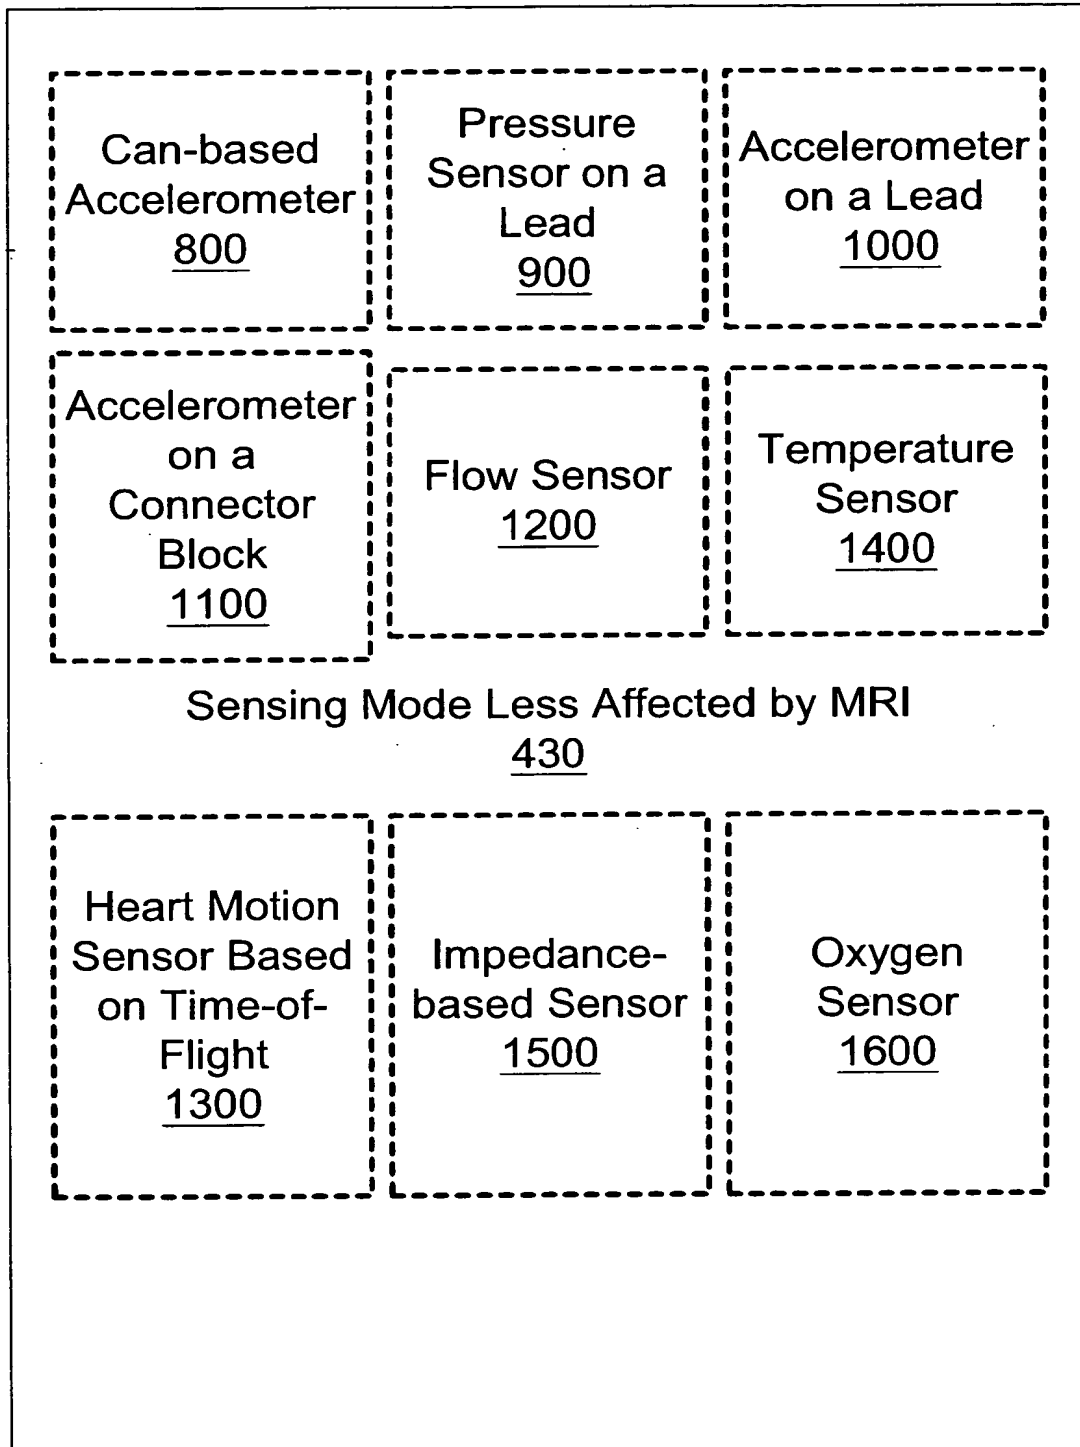 Can-based
Accelerometer
800
Pressure
Sensor on a
Lead
900
Accelerometer
on a Lead
1000
Accelerometer
on a
Connector
Block
1100
Flow Sensor
1200
Temperature
Sensor
1400
Sensing Mode Less Affected by MRI
430
Heart Motion
Sensor Based
on Time-of-
Flight
1300
Impedance-
based Sensor
1500
Oxygen
Sensor
1600